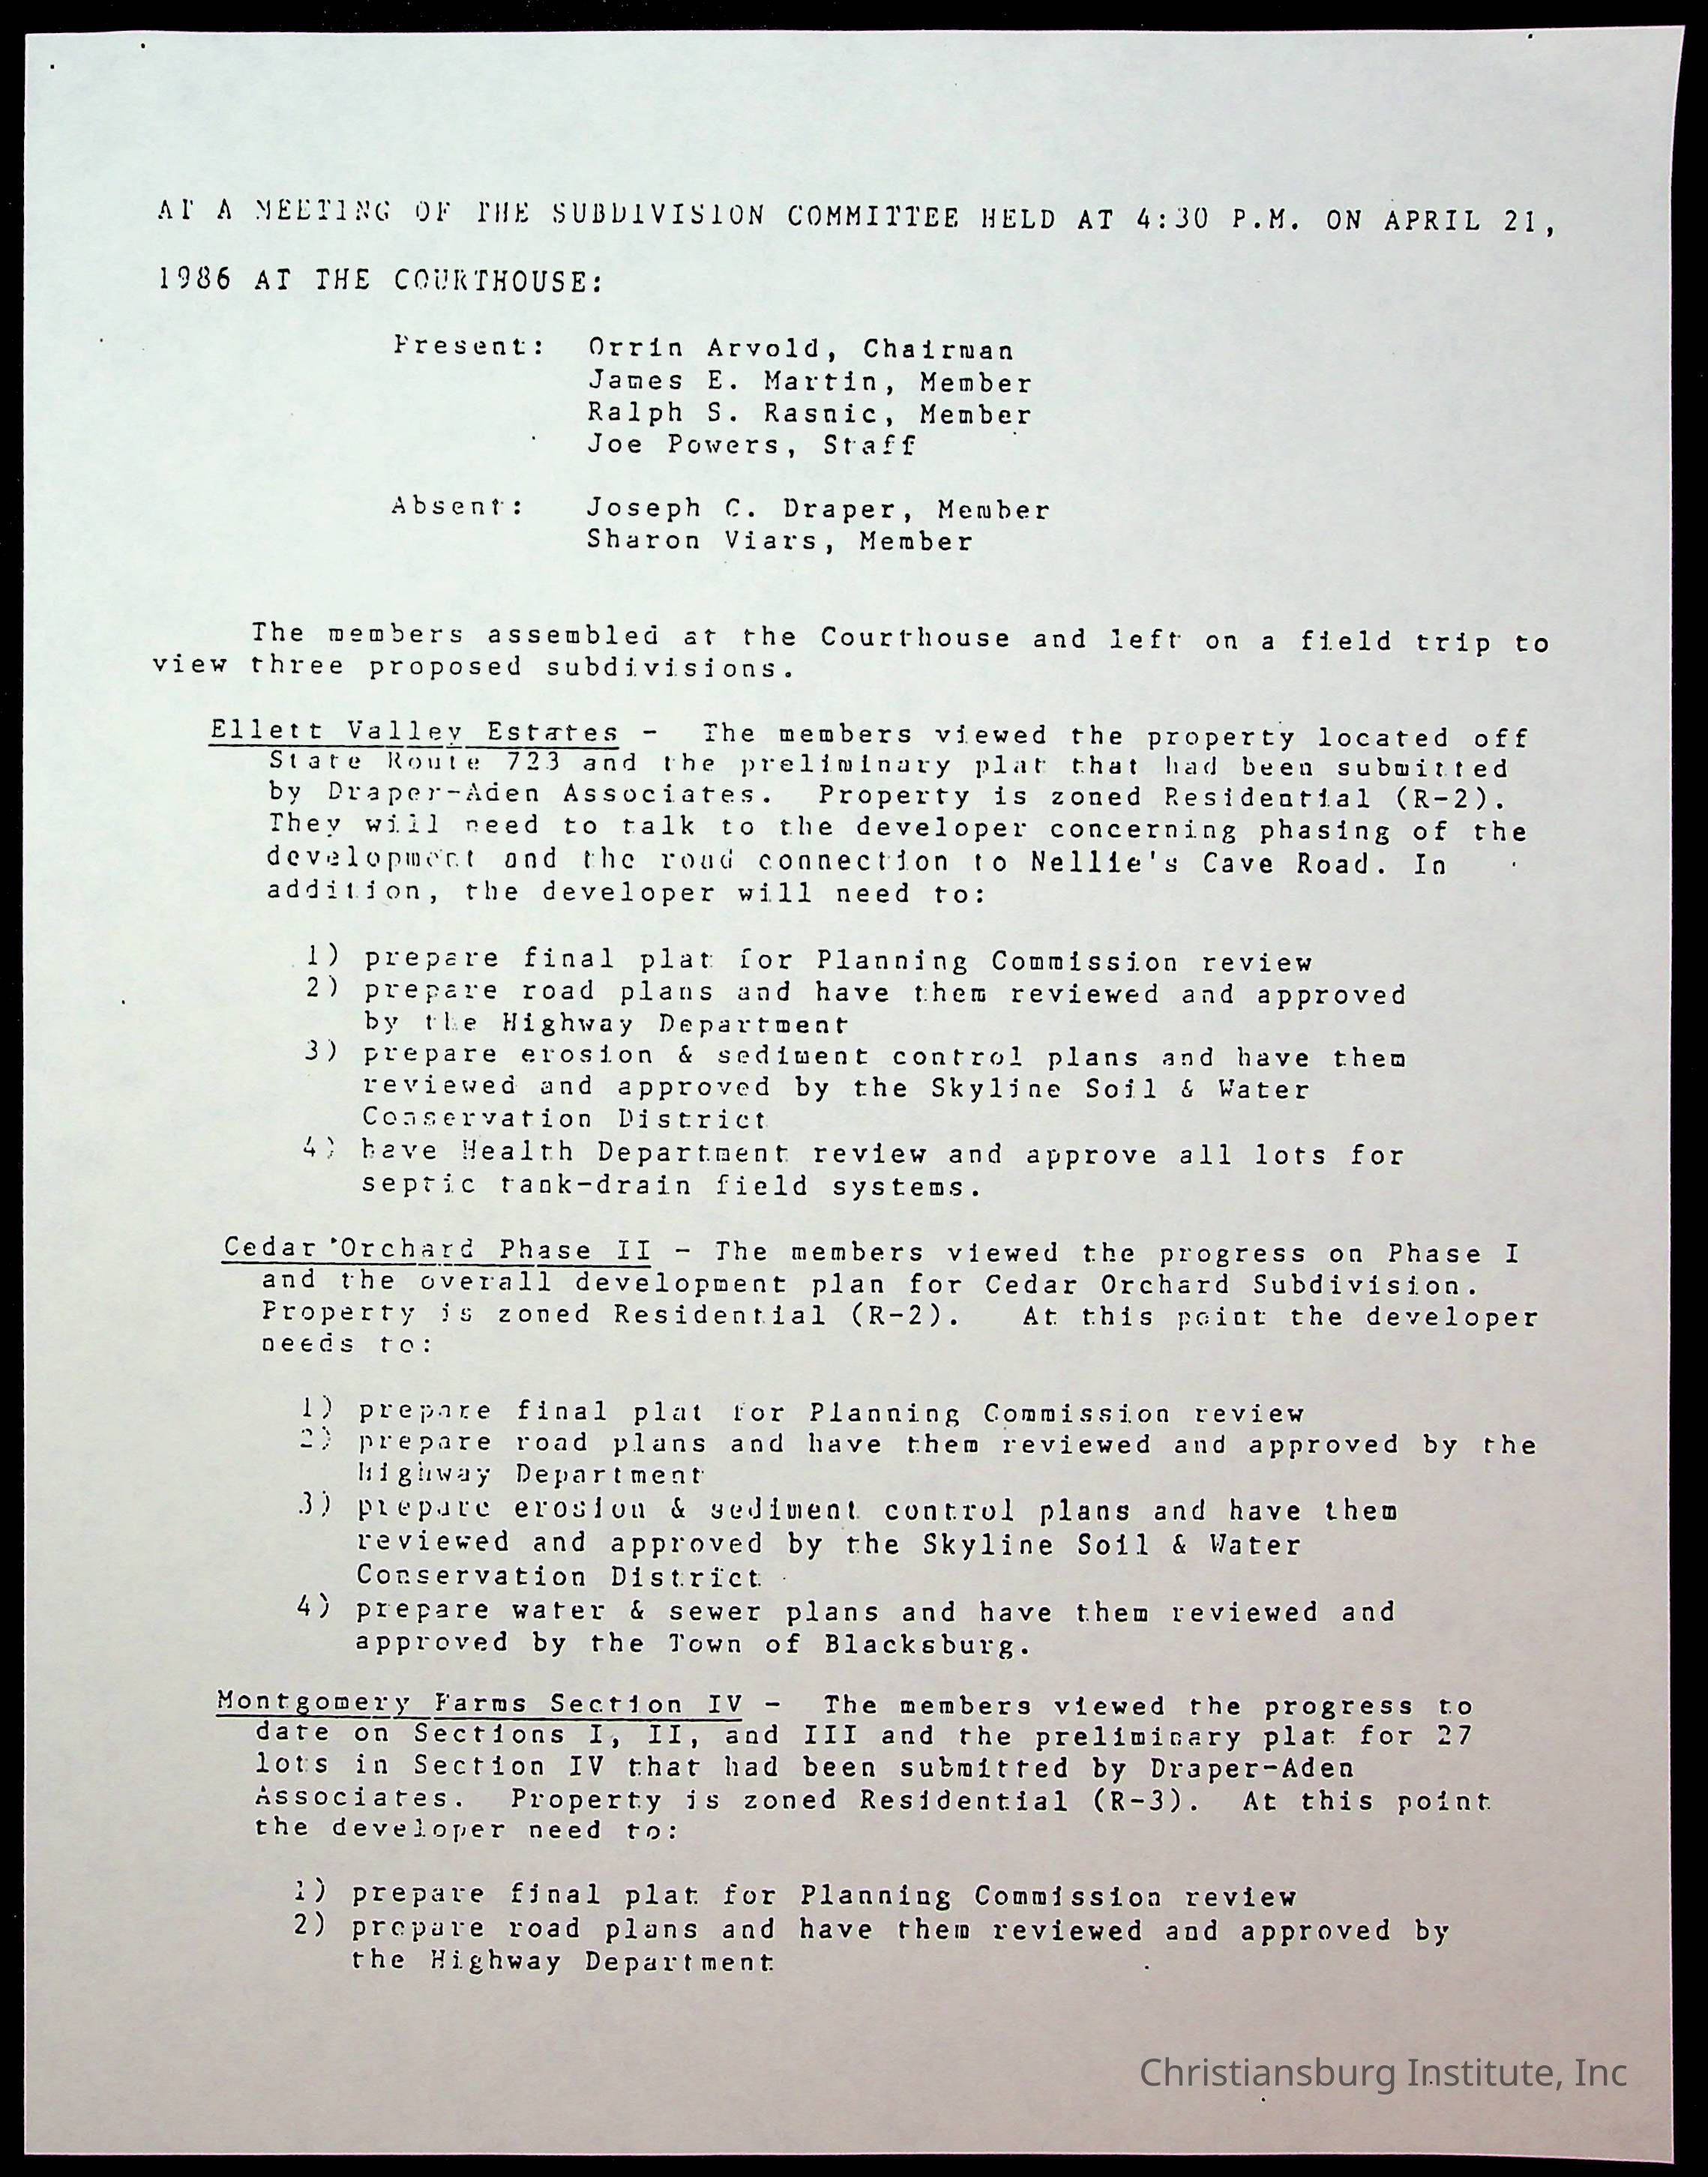 AT A MEETING OF THE SUBDIVISION COMMITTEE HELD AT 4:30 P.M. ON APRIL 21,
1986 AT THE COURTHOUSE:
Present: Orrin Arvold, Chairman
James E. Martin, Member
Ralph S. Rasnic, Member
Joe Powers, Staff
Absent: Joseph C. Draper, Member
Sharon Viars, Member
The members assembled at the Courthouse and left on a field trip to
view three proposed subdivisions.
Ellett Valley Estates - The members viewed the property located off
State Route 723 and the preliminary plat that had been submitted
by Draper-Aden Associates. Property is zoned Residential (R-2).
They will need to talk to the developer concerning phasing of the
development and the road connection to Nellie's Cave Road. In
addition, the developer will need to:
1) prepare final plat for Planning Commission review
2) prepare road plans and have them reviewed and approved
by the Highway Department
3) prepare erosion & sediment control plans and have them
reviewed and approved by the Skyline Soil & Water
Conservation District
4) have Health Department review and approve all lots for
septic tank-drain field systems.
Cedar Orchard Phase II - The members viewed the progress on Phase I
and the overall development plan for Cedar Orchard Subdivision.
Property is zoned Residential (R-2). At this point the developer
needs to:
1) prepare final plat for Planning Commission review
2) prepare road plans and have them reviewed and approved by the
Highway Department
3) prepare erosion & sediment control plans and have them
reviewed and approved by the Skyline Soil & Water
Conservation District
4) prepare water & sewer plans and have them reviewed and
approved by the Town of Blacksburg.
Montgomery Farms Section IV - The members viewed the progress to
date on Sections I, II, and III and the preliminary plat for 27
lots in Section IV that had been submitted by Draper-Aden
Associates. Property is zoned Residential (R-3). At this point
the developer need to:
1) prepare final plat for Planning Commission review
2) prepare road plans and have them reviewed and approved by
the Highway Department
Christiansburg Institute, Inc